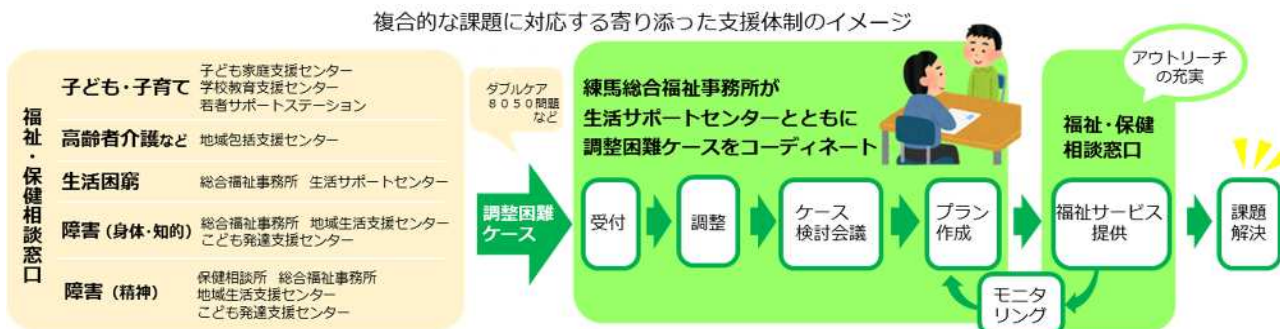 複合的な課題に対応する寄り添った支援体制のイメージ
福祉・保健相談窓口
子ども・子育て
子ども家庭支援センター
学校教育支援センター
若者サポートステーション
高齢者介護など
地域包括支援センター
生活困窮
総合福祉事務所 生活サポートセンター
障害(身体・知的)
総合福祉事務所 地域生活支援センター
こども発達支援センター
障害(精神)
保健相談所 総合福祉事務所
地域生活支援センター
こども発達支援センター
ダブルケア
8050問題
など
調整困難
ケース
練馬総合福祉事務所が
生活サポートセンターとともに
調整困難ケースをコーディネート
受付
調整
ケース
検討会議
プラン
作成
アウトリーチ
の充実
福祉・保健
相談窓口
福祉サービス
提供
モニタ
リング
課題
解決